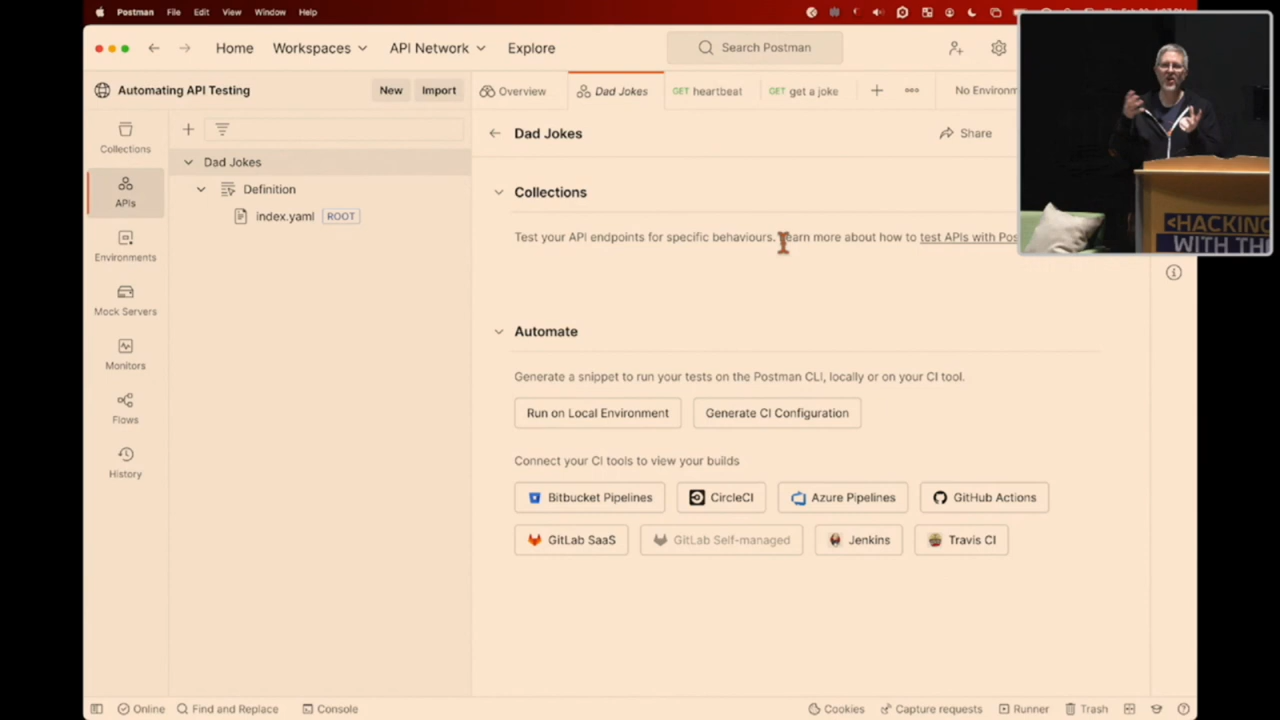 Postman File Edit View Window Help
Home Workspaces API Network Explore Search Postman
Automating API Testing New Import Overview Dad Jokes GET heartbeat GET get a joke No Environm
Collections
APIs
Environments
Mock Servers
Monitors
Flows
History
Dad Jokes
Definition
index.yaml ROOT
Dad Jokes Share
Collections
Test your API endpoints for specific behaviours. Learn more about how to test APIs with Pos
Automate
Generate a snippet to run your tests on the Postman CLI, locally or on your CI tool.
Run on Local Environment Generate CI Configuration
Connect your CI tools to view your builds
Bitbucket Pipelines CircleCI Azure Pipelines GitHub Actions
GitLab SaaS GitLab Self-managed Jenkins Travis CI
<HACKING
WITH TH
Online Find and Replace Console Cookies Capture requests Runner Trash